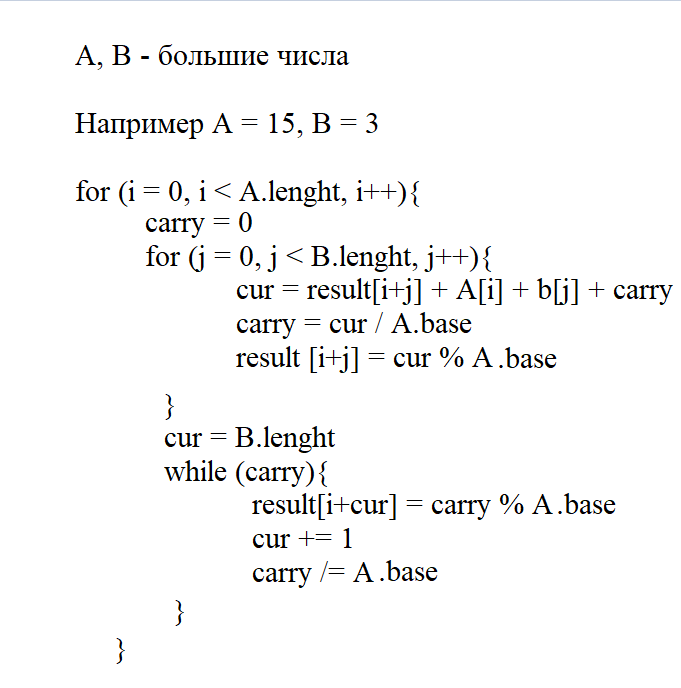 А, В - большие числа
Например А = 15, В = 3
for (i = 0, i < A.lenght, i++){
carry = 0
for (j = 0, j < B.lenght, j++){
cur = result[i+j] + A[i] + b[j] + carry
carry = cur / A.base
result [i+j] = cur % A.base
}
cur = B.lenght
while (carry){
result[i+cur] = carry % A.base
cur += 1
carry /= A.base
}
}